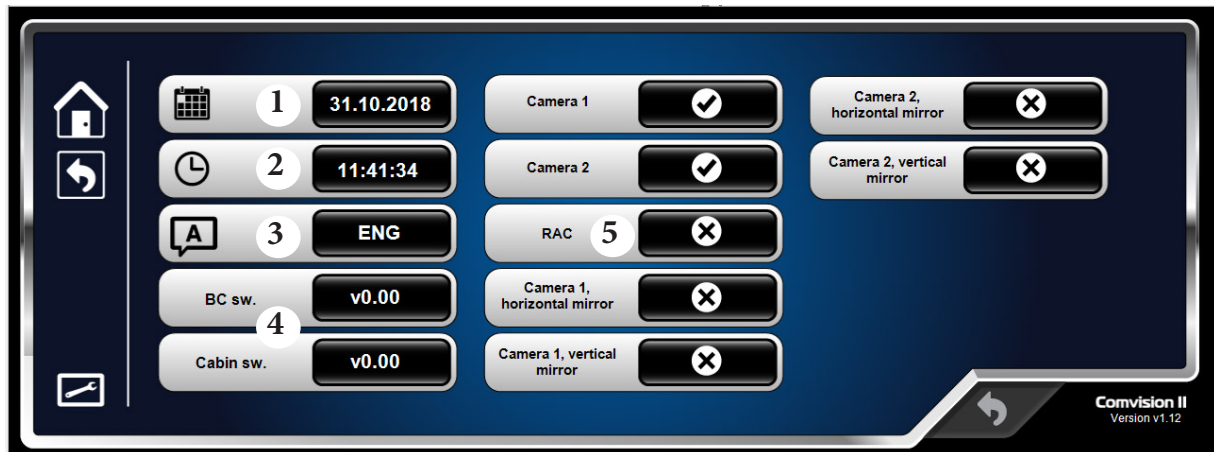 1
31.10.2018
2
11:41:34
A
3
ENG
BC sw.
v0.00
4
Cabin sw.
v0.00
Camera 1
Camera 2
RAC
5
Camera 1,
horizontal mirror
Camera 1, vertical
mirror
Camera 2,
horizontal mirror
Camera 2, vertical
mirror
Comvision II
Version v1.12